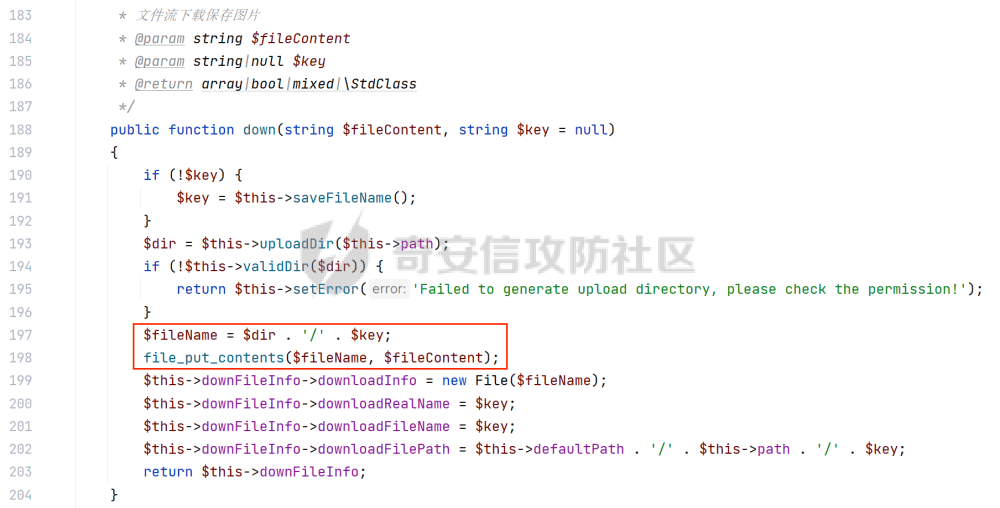 183 * 文件流下载保存图片
184 * @param string $fileContent
185 * @param string|null $key
186 * @return array|bool|mixed|\StdClass
187 */
188 public function down(string $fileContent, string $key = null)
189 {
190 if (!$key) {
191 $key = $this->saveFileName();
192 }
193 $dir = $this->uploadDir($this->path);
194 if (!$this->validDir($dir)) {
195 return $this->setError( error: 'Failed to generate upload directory, please check the permission!');
196 }
197 $fileName = $dir . '/' . $key;
198 file_put_contents($fileName, $fileContent);
199 $this->downFileInfo->downloadInfo = new File($fileName);
200 $this->downFileInfo->downloadRealName = $key;
201 $this->downFileInfo->downloadFileName = $key;
202 $this->downFileInfo->downloadFilePath = $this->defaultPath . '/' . $this->path . '/' . $key;
203 return $this->downFileInfo;
204 }
奇安信攻防社区